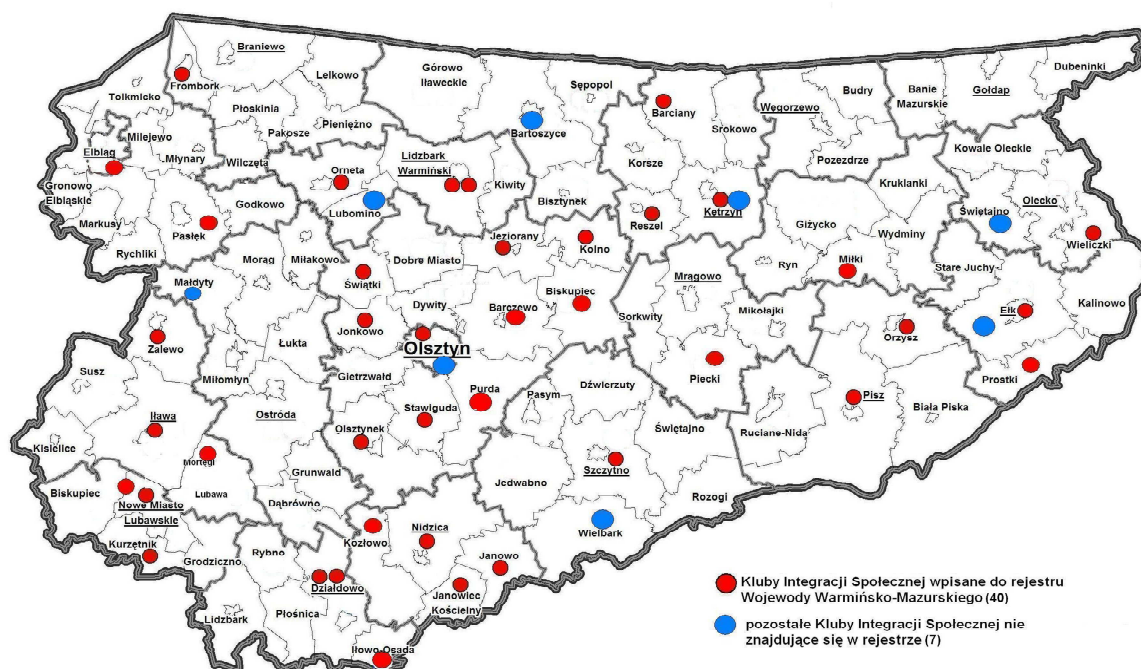 Braniewo
Frombork
Lelkowo
Górowo
Iławeckie
Sępopol
Dubeninki
Gołdap
Banie
Mazurskie
Budry
Węgorzewo
Tolkmicko
Płoskinia
Pieniężno
Pakosze
Bartoszyce
Barciany
Srokowo
Milejewo
Elbląg
Młynary
Wilczęta
Orneta
Lidzbark
Warmiński
Kiwity
Korsze
Pozezdrze
Kowale Oleckie
Kruklanki
Olecko
Gronowo
Elbląskie
Markusy
Godkowo
Lubomino
Bisztynek
Reszel
Kętrzyn
Giżycko
Świętajno
Wydminy
Wieliczki
Pasłęk
Rychliki
Morąg
Miłakowo
Dobre Miasto
Jeziorany
Kolno
Mrągowo
Ryn
Miłki
Stare Juchy
Małdyty
Świątki
Dywity
Barczewo
Biskupiec
Sorkwity
Mikołajki
Orzysz
Ełk
Kalinowo
Zalewo
Łukta
Jonkowo
Olsztyn
Susz
Miłomłyn
Gietrzwałd
Purda
Pasym
Dźwierzuty
Piecki
Prostki
Pisz
Biała Piska
Iława
Ostróda
Stawiguda
Olsztynek
Świętajno
Ruciane-Nida
Kisielice
Mortęgi
Grunwald
Szczytno
Biskupiec
Nowe Miasto
Lubawskie
Lubawa
Dąbrówno
Jedwabno
Rozogi
Kurzętnik
Grodziczno
Rybno
Kozłowo
Nidzica
Janowo
Wielbark
Działdowo
Janowiec
Kościelny
Lidzbark
Płośnica
Iłowo-Osada
Kluby Integracji Społecznej wpisane do rejestru
Wojewody Warmińsko-Mazurskiego (40)
pozostałe Kluby Integracji Społecznej nie
znajdujące się w rejestrze (7)